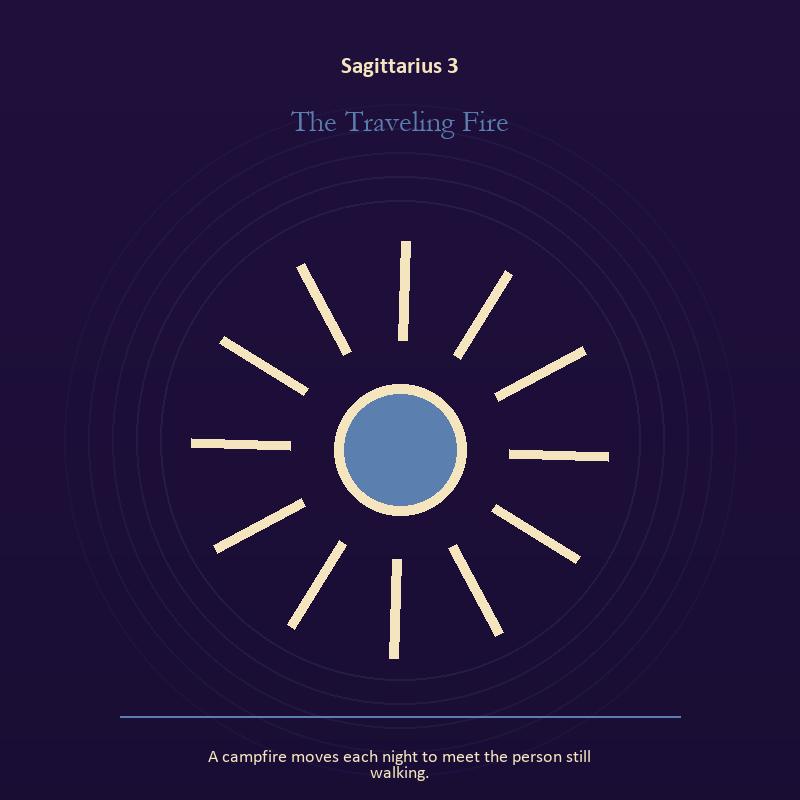 Sagittarius 3
The Traveling Fire
A campfire moves each night to meet the person still
walking.